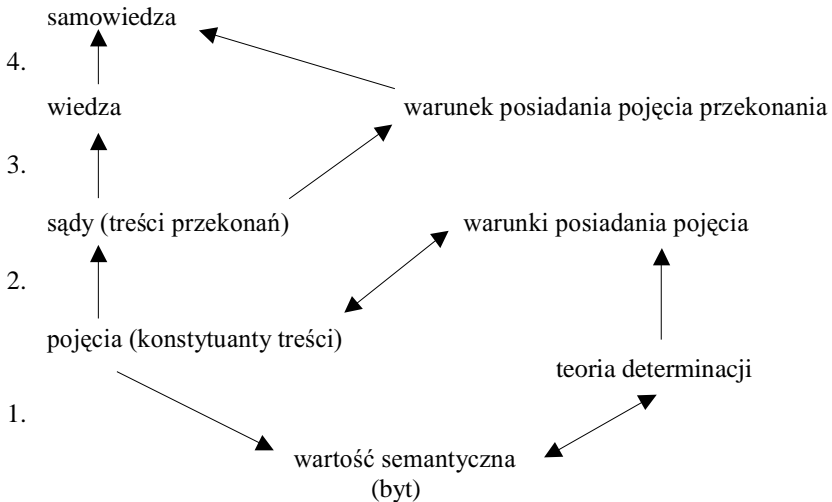 samowiedza
4.
wiedza warunek posiadania pojęcia przekonania
3.
sądy (treści przekonań) warunki posiadania pojęcia
2.
pojęcia (konstytuanty treści)
teoria determinacji
1.
wartość semantyczna
(byt)